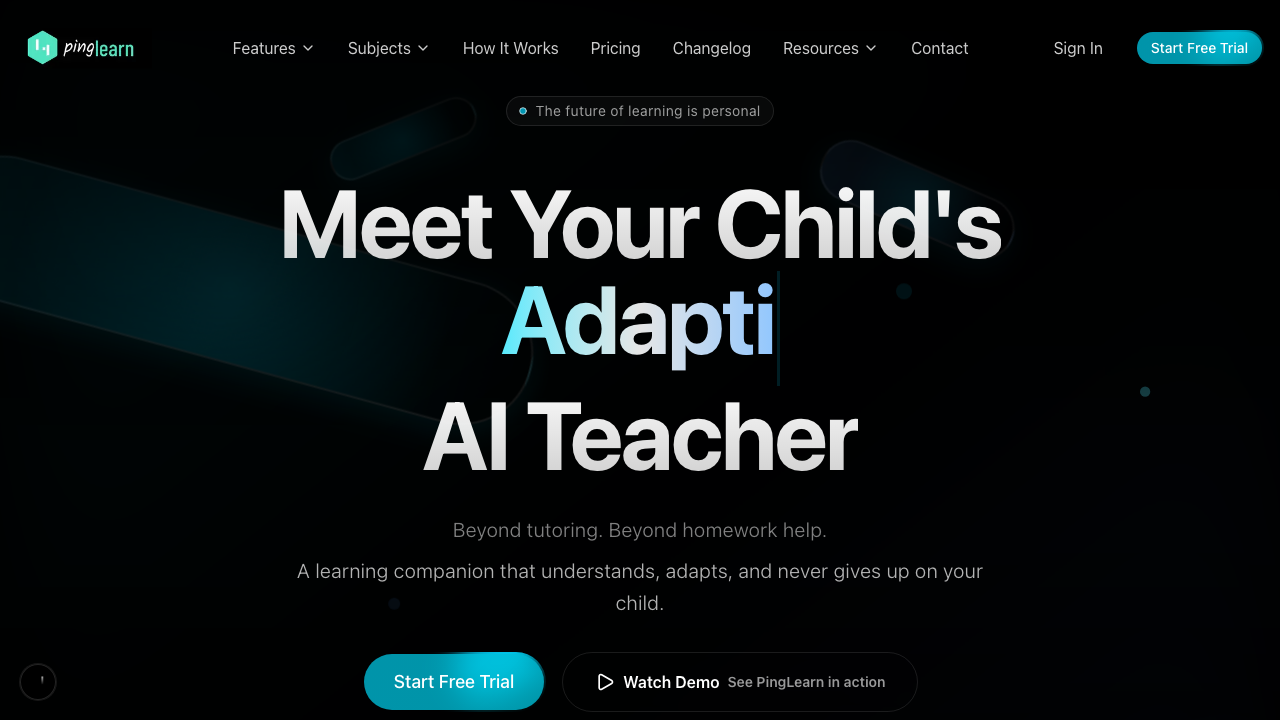 pinglearn
Features
Subjects
How It Works
Pricing
Changelog
Resources
Contact
Sign In
Start Free Trial
The future of learning is personal
Meet Your Child's
Adapti
AI Teacher
Beyond tutoring. Beyond homework help.
A learning companion that understands, adapts, and never gives up on your
child.
Start Free Trial
Watch Demo See PingLearn in action